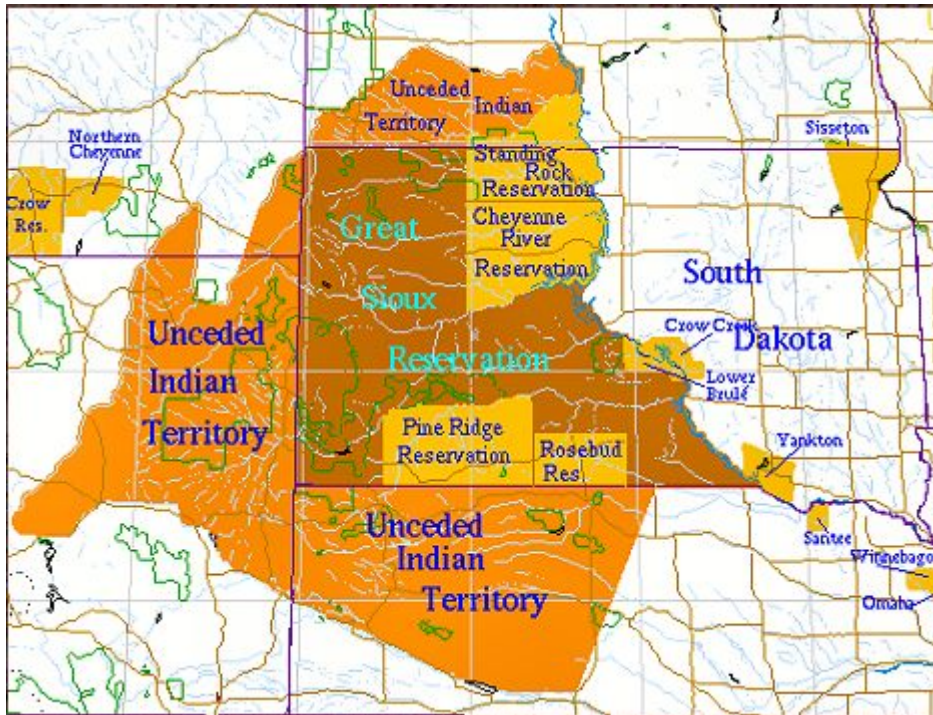 Unceded Indian
Territory
Northern
Cheyenne
Crow
Res.
Sisseton
Standing
Rock
Reservation
Cheyenne
River
Reservation
Great
Sioux
Reservation
South
Dakota
Unceded
Indian
Territory
Crow Creek
Lower
Brulé
Pine Ridge
Reservation
Rosebud
Res.
Yankton
Santee
Winnebago
Omaha
Unceded
Indian
Territory